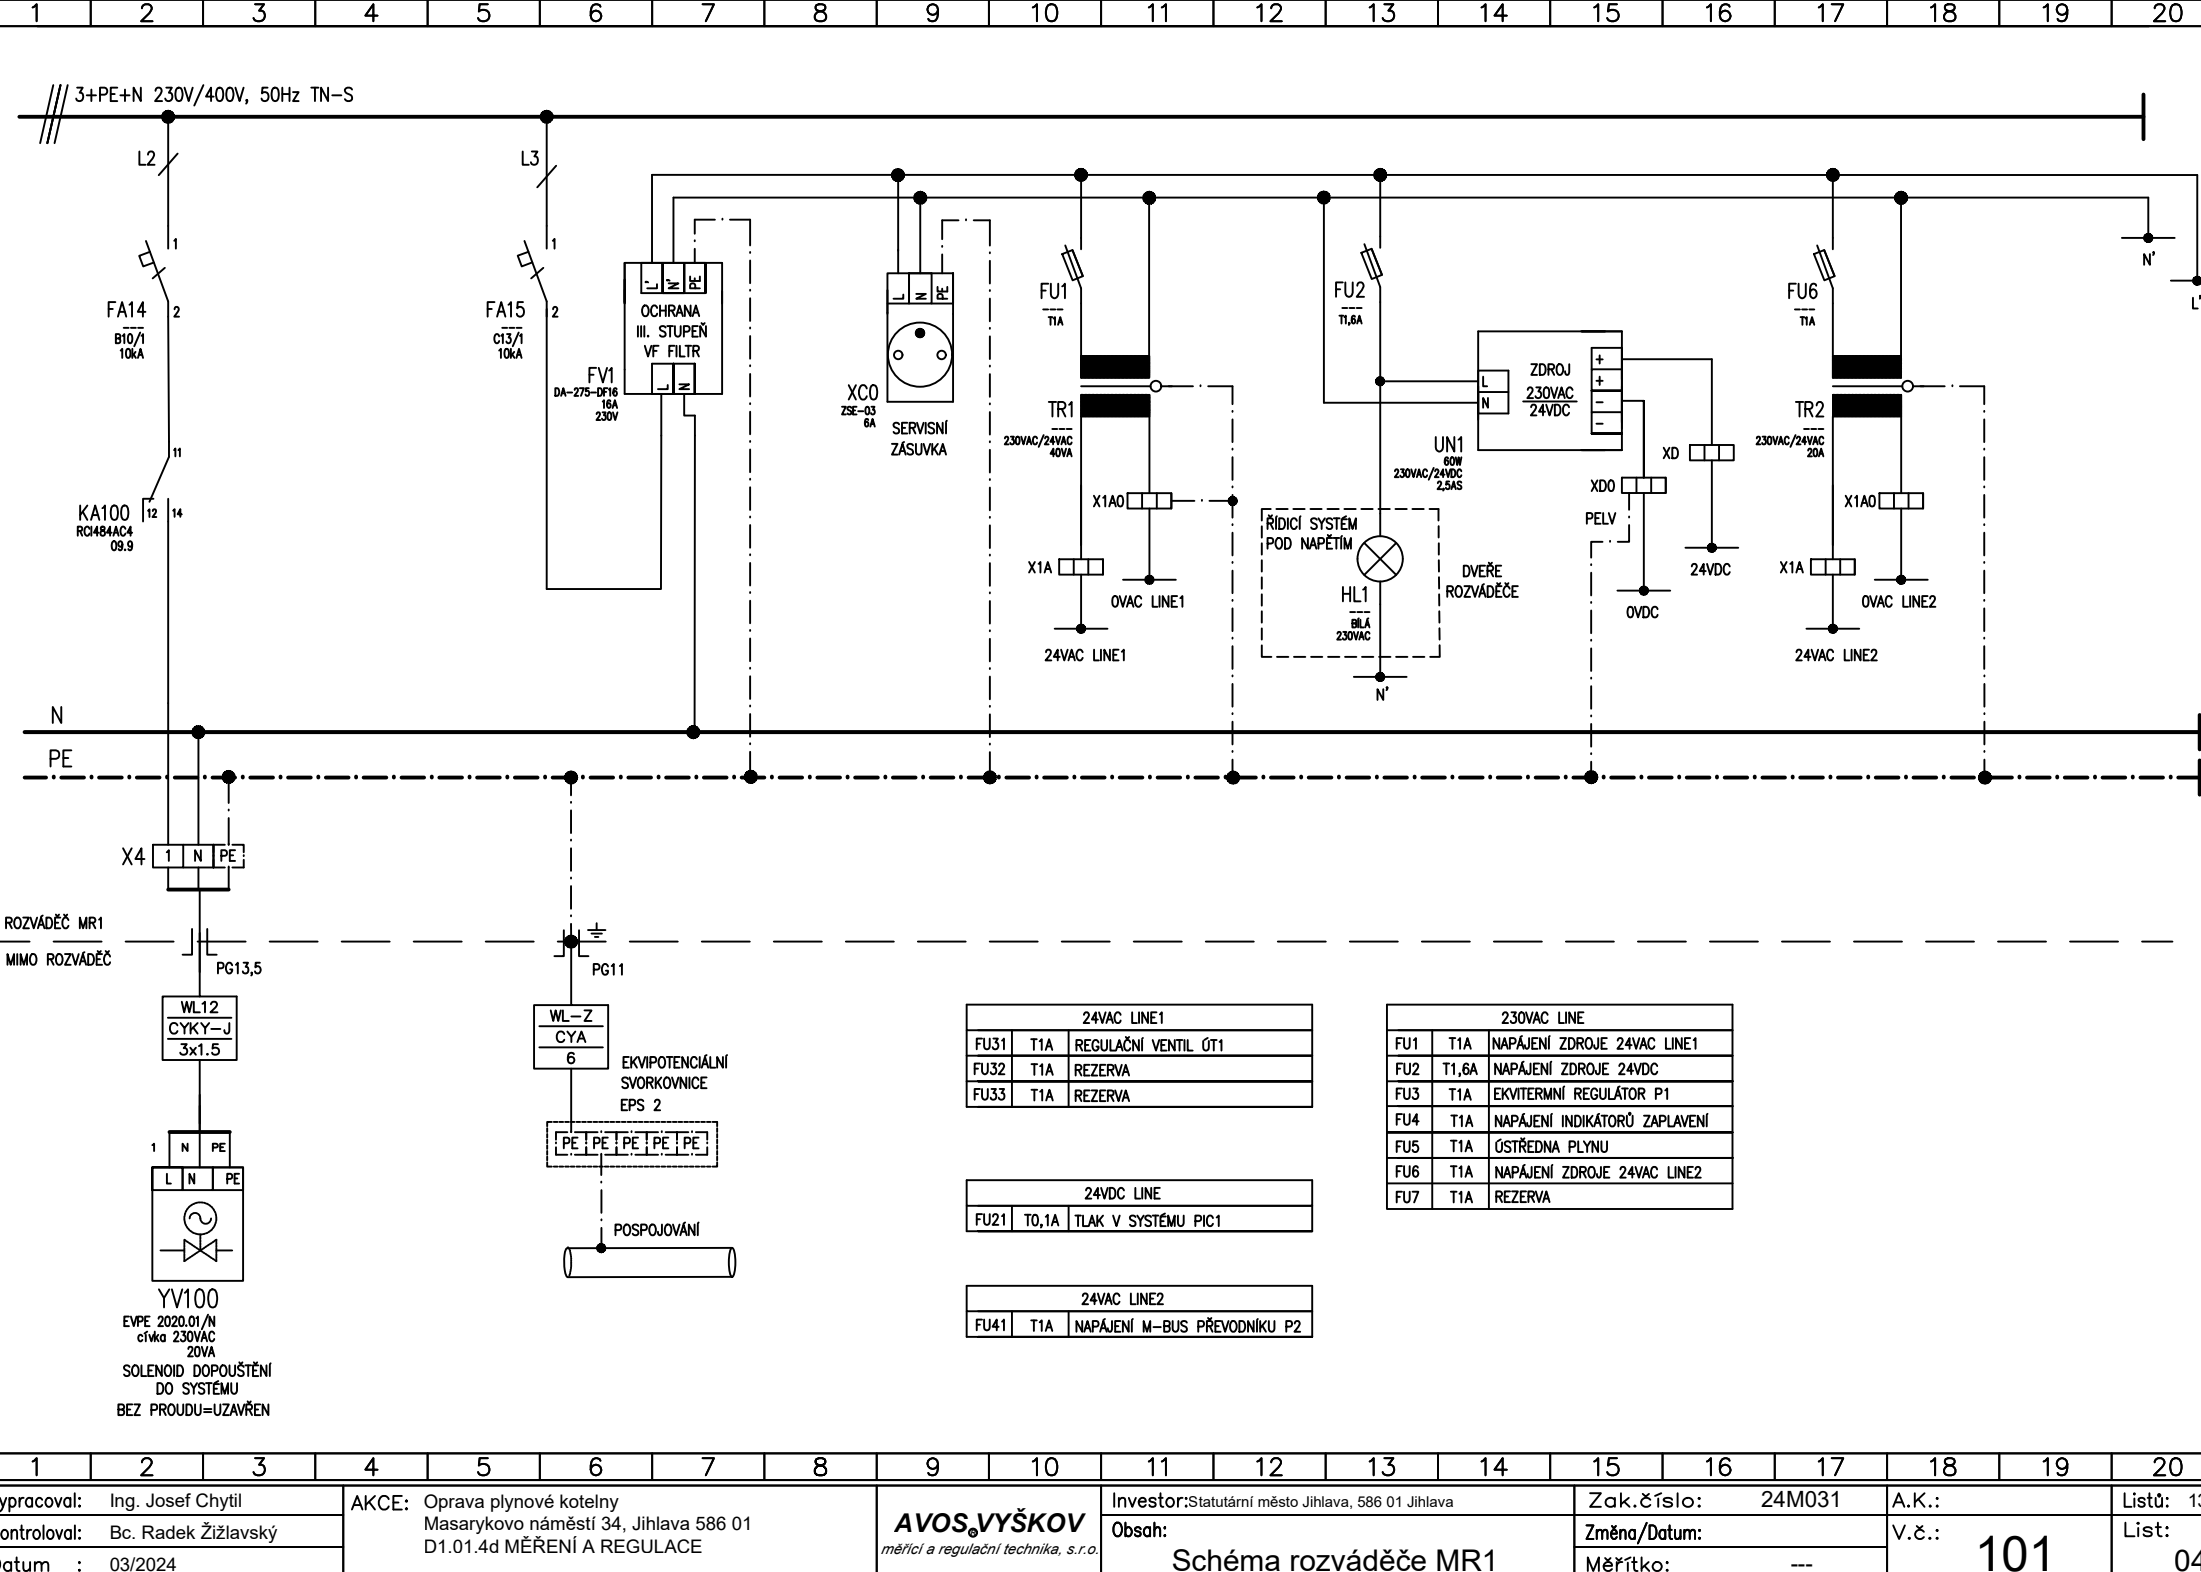 1 2 3 4 5 6 7 8 9 10 11 12 13 14 15 16 17 18 19 20
3+PE+N 230V/400V, 50Hz TN-S
L2
L3
1
2
FA14
---
B10/1
10kA
11
12
14
KA100
RCI484AC4
09.9
1
2
FA15
---
C13/1
10kA
L' N' PE
OCHRANA
III. STUPEŇ
VF FILTR
L N
FV1
DA-275-DF16
16A
230V
L N PE
XC0
ZSE-03
6A
SERVISNÍ
ZÁSUVKA
FU1
---
T1A
TR1
---
230VAC/24VAC
40VA
X1A0
X1A
0VAC LINE1
24VAC LINE1
FU2
---
T1,6A
ZDROJ
230VAC
24VDC
L
N
+
+
-
-
UN1
60W
230VAC/24VDC
2,5AS
ŘÍDICÍ SYSTÉM
POD NAPĚTÍM
HL1
---
BÍLÁ
230VAC
DVEŘE
ROZVÁDĚČE
N'
XD
XD0
PELV
24VDC
0VDC
FU6
---
T1A
TR2
---
230VAC/24VAC
20A
X1A0
X1A
0VAC LINE2
24VAC LINE2
N'
L'
N
PE
X4 1 N PE
ROZVÁDĚČ MR1
MIMO ROZVÁDĚČ
PG13,5
PG11
WL12
CYKY-J
3x1.5
WL-Z
CYA
6
EKVIPOTENCIÁLNÍ
SVORKOVNICE
EPS 2
PE PE PE PE PE
POSPOJOVÁNÍ
1 N PE
L N PE
YV100
EVPE 2020.01/N
cívka 230VAC
20VA
SOLENOID DOPOUŠTĚNÍ
DO SYSTÉMU
BEZ PROUDU=UZAVŘEN
24VAC LINE1
FU31 T1A REGULAČNÍ VENTIL ÚT1
FU32 T1A REZERVA
FU33 T1A REZERVA
24VDC LINE
FU21 T0,1A TLAK V SYSTÉMU PIC1
24VAC LINE2
FU41 T1A NAPÁJENÍ M-BUS PŘEVODNÍKU P2
230VAC LINE
FU1 T1A NAPÁJENÍ ZDROJE 24VAC LINE1
FU2 T1,6A NAPÁJENÍ ZDROJE 24VDC
FU3 T1A EKVITERMNÍ REGULÁTOR P1
FU4 T1A NAPÁJENÍ INDIKÁTORŮ ZAPLAVENÍ
FU5 T1A ÚSTŘEDNA PLYNU
FU6 T1A NAPÁJENÍ ZDROJE 24VAC LINE2
FU7 T1A REZERVA
1 2 3 4 5 6 7 8 9 10 11 12 13 14 15 16 17 18 19 20
ypracoval: Ing. Josef Chytil
ontroloval: Bc. Radek Žižlavský
Datum : 03/2024
AKCE: Oprava plynové kotelny
Masarykovo náměstí 34, Jihlava 586 01
D1.01.4d MĚŘENÍ A REGULACE
AVOS VYŠKOV
měřící a regulační technika, s.r.o.
Investor: Statutární město Jihlava, 586 01 Jihlava
Obsah:
Schéma rozváděče MR1
Zak.číslo: 24M031
Změna/Datum:
Měřítko: ---
A.K.:
V.č.: 101
Listů: 13
List: 04